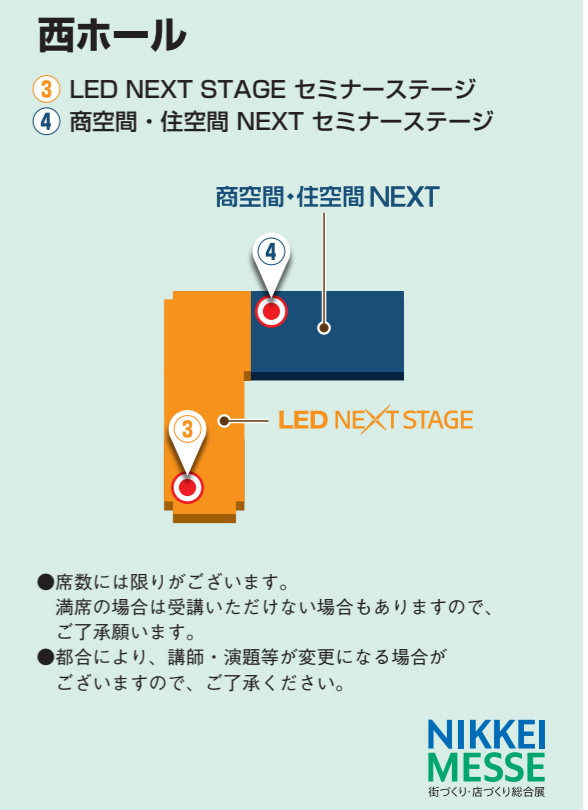 西ホール
③ LED NEXT STAGE セミナーステージ
④ 商空間・住空間 NEXT セミナーステージ
商空間・住空間 NEXT
④
LED NEXT STAGE
③
●席数には限りがございます。
満席の場合は受講いただけない場合もありますので、
ご了承願います。
●都合により、講師・演題等が変更になる場合が
ございますので、ご了承ください。
NIKKEI
MESSE
街づくり・店づくり総合展